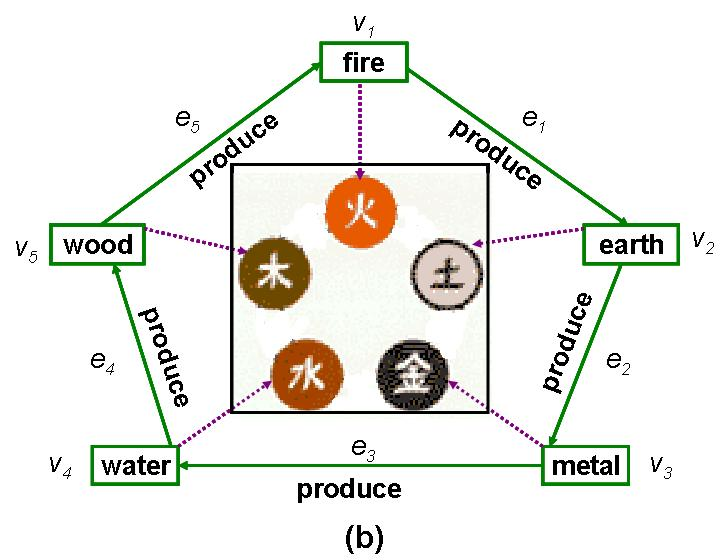 v1
fire
e5
produce
produce
e1
火
v5
wood
木
土
earth
v2
e4
produce
produce
e2
水
金
v4
water
e3
produce
metal
v3
(b)